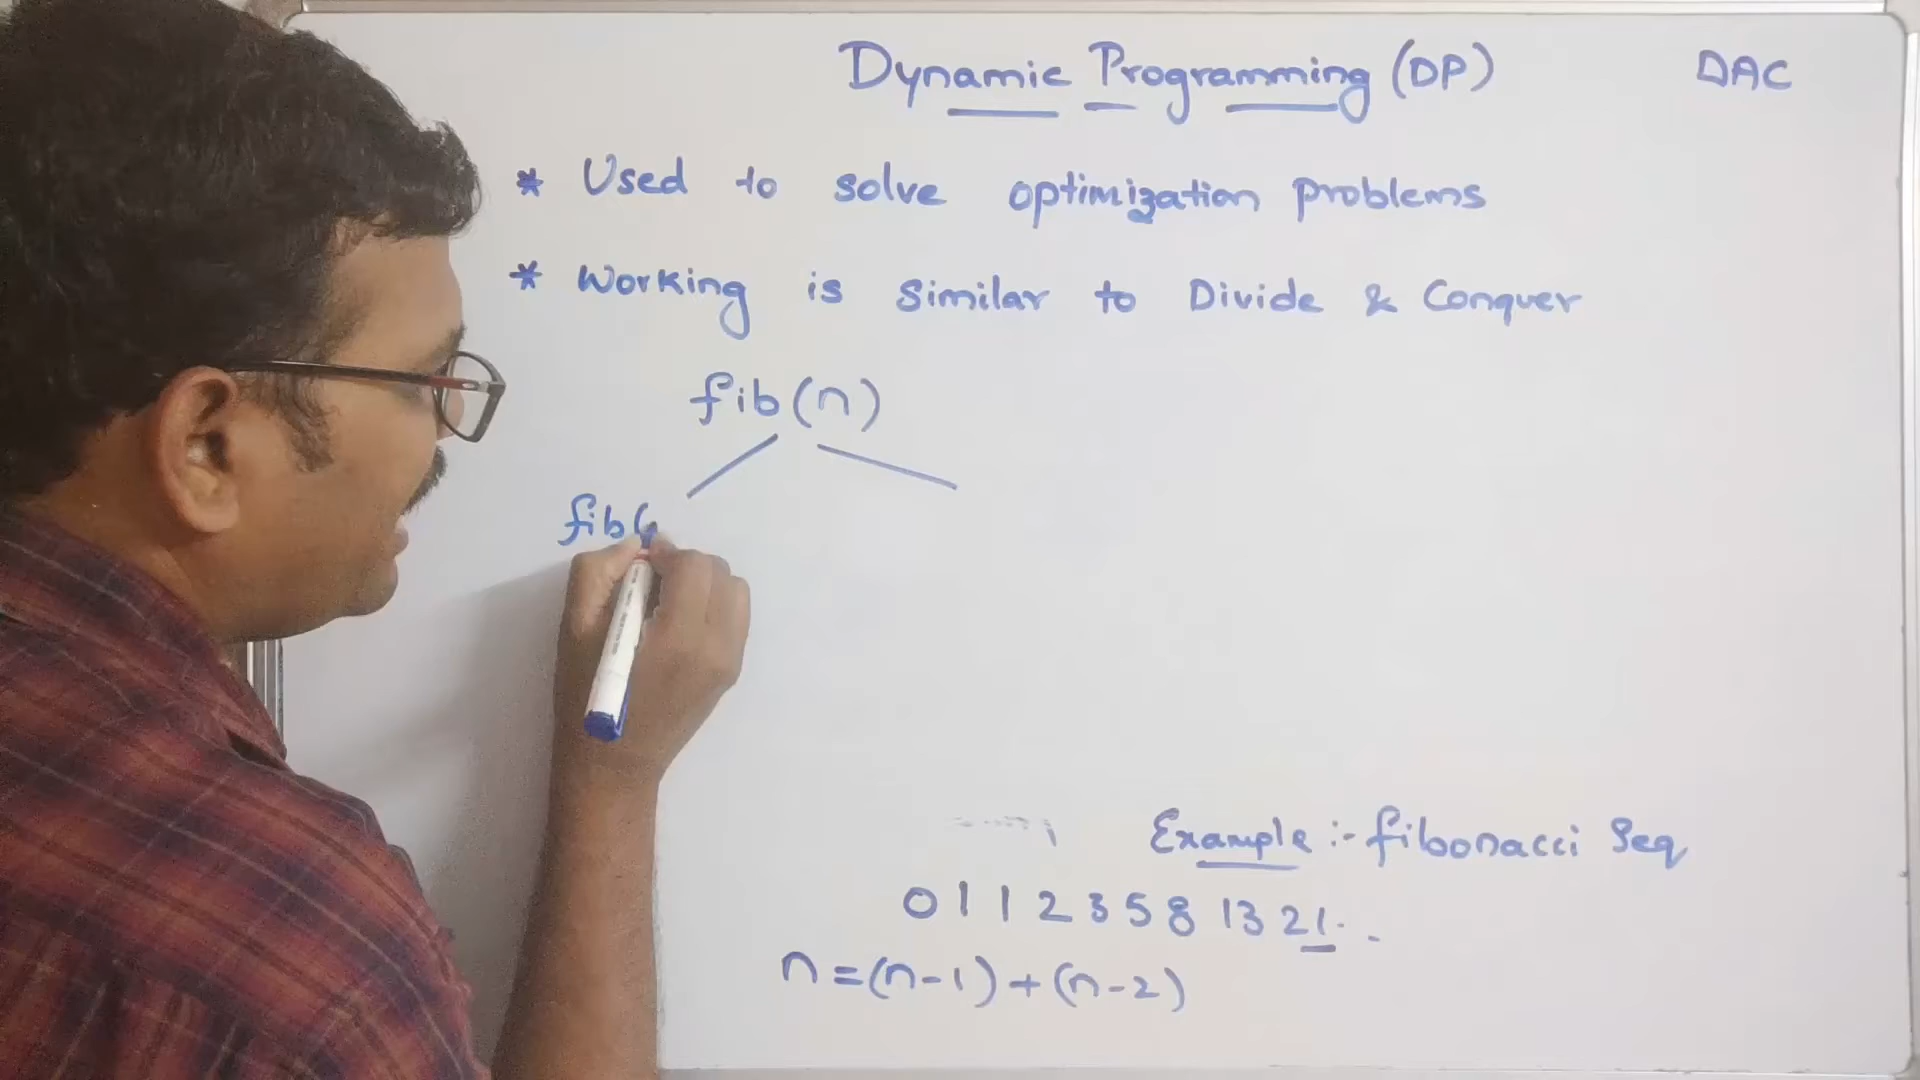 Dynamic Programming (DP)
DAC
* Used to solve optimization problems
* Working is similar to Divide & Conquer
fib(n)
fib(
Example :- fibonacci Seq
0 1 1 2 3 5 8 13 21. .
n=(n-1)+(n-2)